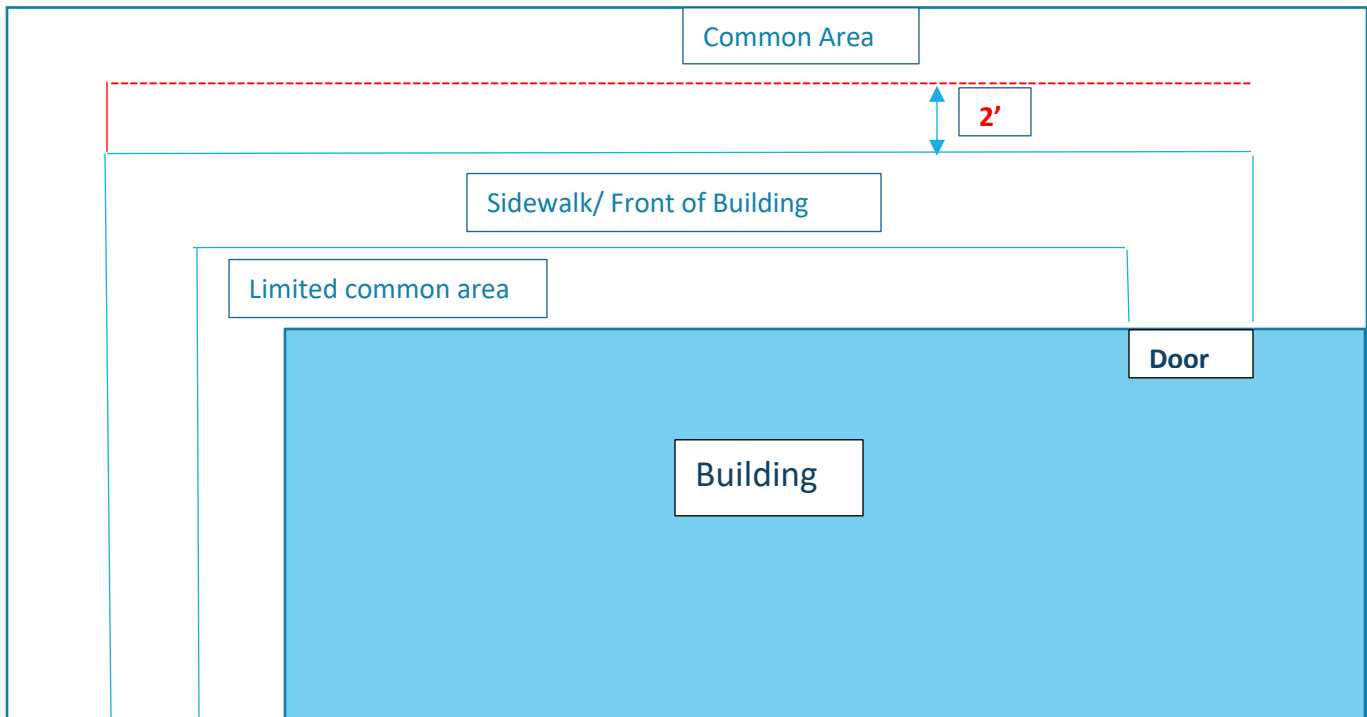 Common Area
2’
Sidewalk/ Front of Building
Limited common area
Door
Building